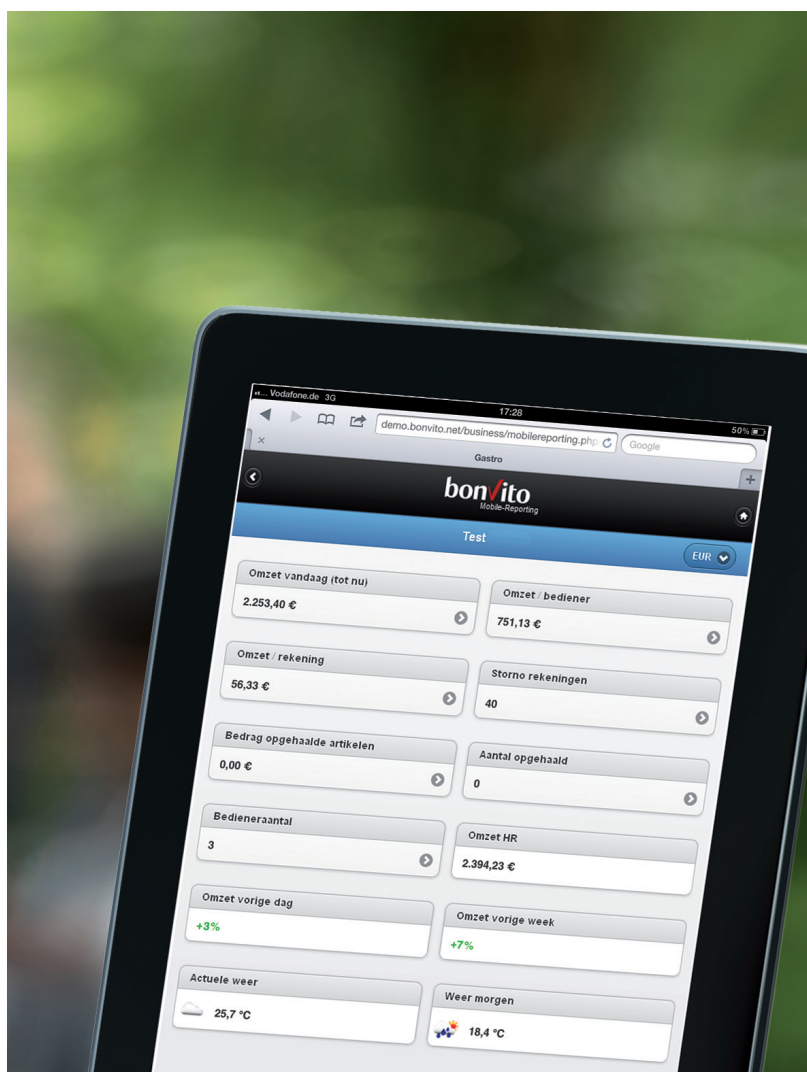 Vodafone.de 3G 17:28 50%
demo.bonvito.net/business/mobilereporting.php Google
Gastro
bonvito
Mobile-Reporting
Test EUR
Omzet vandaag (tot nu)
2.253,40 €
Omzet / bediener
751,13 €
Omzet / rekening
56,33 €
Storno rekeningen
40
Bedrag opgehaalde artikelen
0,00 €
Aantal opgehaald
0
Bedieneraantal
3
Omzet HR
2.394,23 €
Omzet vorige dag
+3%
Omzet vorige week
+7%
Actuele weer
25,7 °C
Weer morgen
18,4 °C